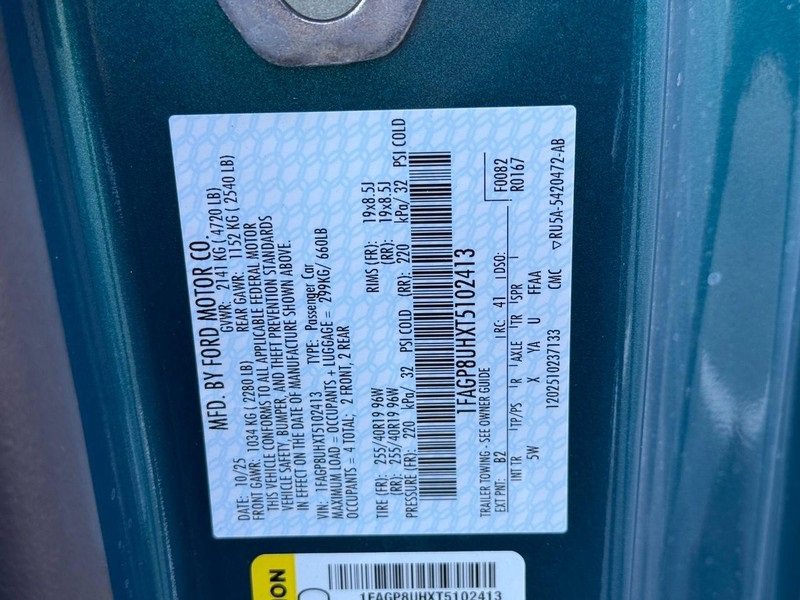 MFD. BY FORD MOTOR CO.
DATE: 10/25 GVWR: 2141 KG ( 4720 LB)
FRONT GAWR: 1034 KG ( 2280 LB) REAR GAWR: 1152 KG ( 2540 LB)
THIS VEHICLE CONFORMS TO ALL APPLICABLE FEDERAL MOTOR
VEHICLE SAFETY, BUMPER, AND THEFT PREVENTION STANDARDS
IN EFFECT ON THE DATE OF MANUFACTURE SHOWN ABOVE.
VIN: 1FAGP8UHXT5102413 TYPE: Passenger Car
MAXIMUM LOAD = OCCUPANTS + LUGGAGE = 299KG/ 660LB
OCCUPANTS = 4 TOTAL; 2 FRONT, 2 REAR
TIRE (FR): 255/40R19 96W RIMS (FR): 19x8.5J
(RR): 255/40R19 96W (RR): 19x8.5J
PRESSURE (FR): 220 kPa/ 32 PSI COLD (RR): 220 kPa/ 32 PSI COLD
1FAGP8UHXT5102413
TRAILER TOWING - SEE OWNER GUIDE F0082
EXT PNT: B2 RC: 41 DSO: R0167
INT TR TP/PS R AXLE TR SPR
5W X YA U FFAA
1Z02510237133 CMC ▽RU5A-5420472-AB
ION
1FAGP8UHXT5102413